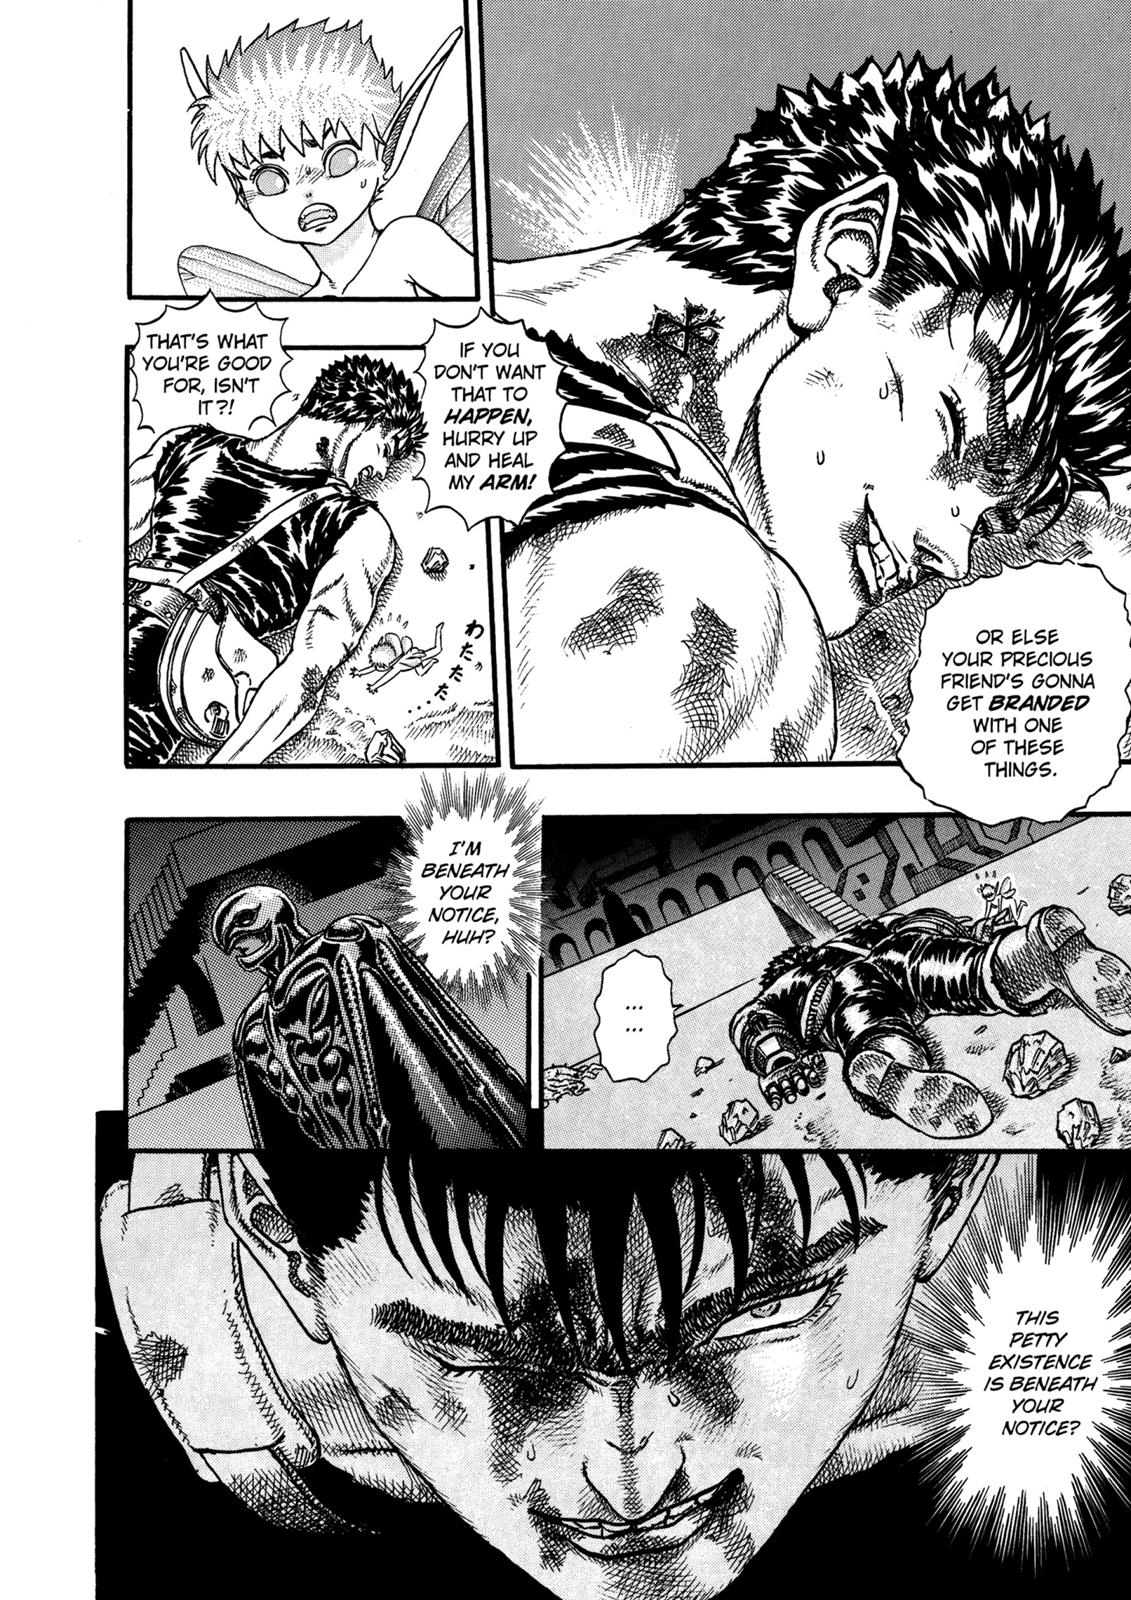 OR ELSE
YOUR PRECIOUS
FRIEND'S GONNA
GET BRANDED
WITH ONE
OF THESE
THINGS.
IF YOU
DON'T WANT
THAT TO
HAPPEN,
HURRY UP
AND HEAL
MY ARM!
THAT'S WHAT
YOU'RE GOOD
FOR, ISN'T
IT?!
わたたた....
...
...
I'M
BENEATH
YOUR
NOTICE,
HUH?
THIS
PETTY
EXISTENCE
IS BENEATH
YOUR
NOTICE?